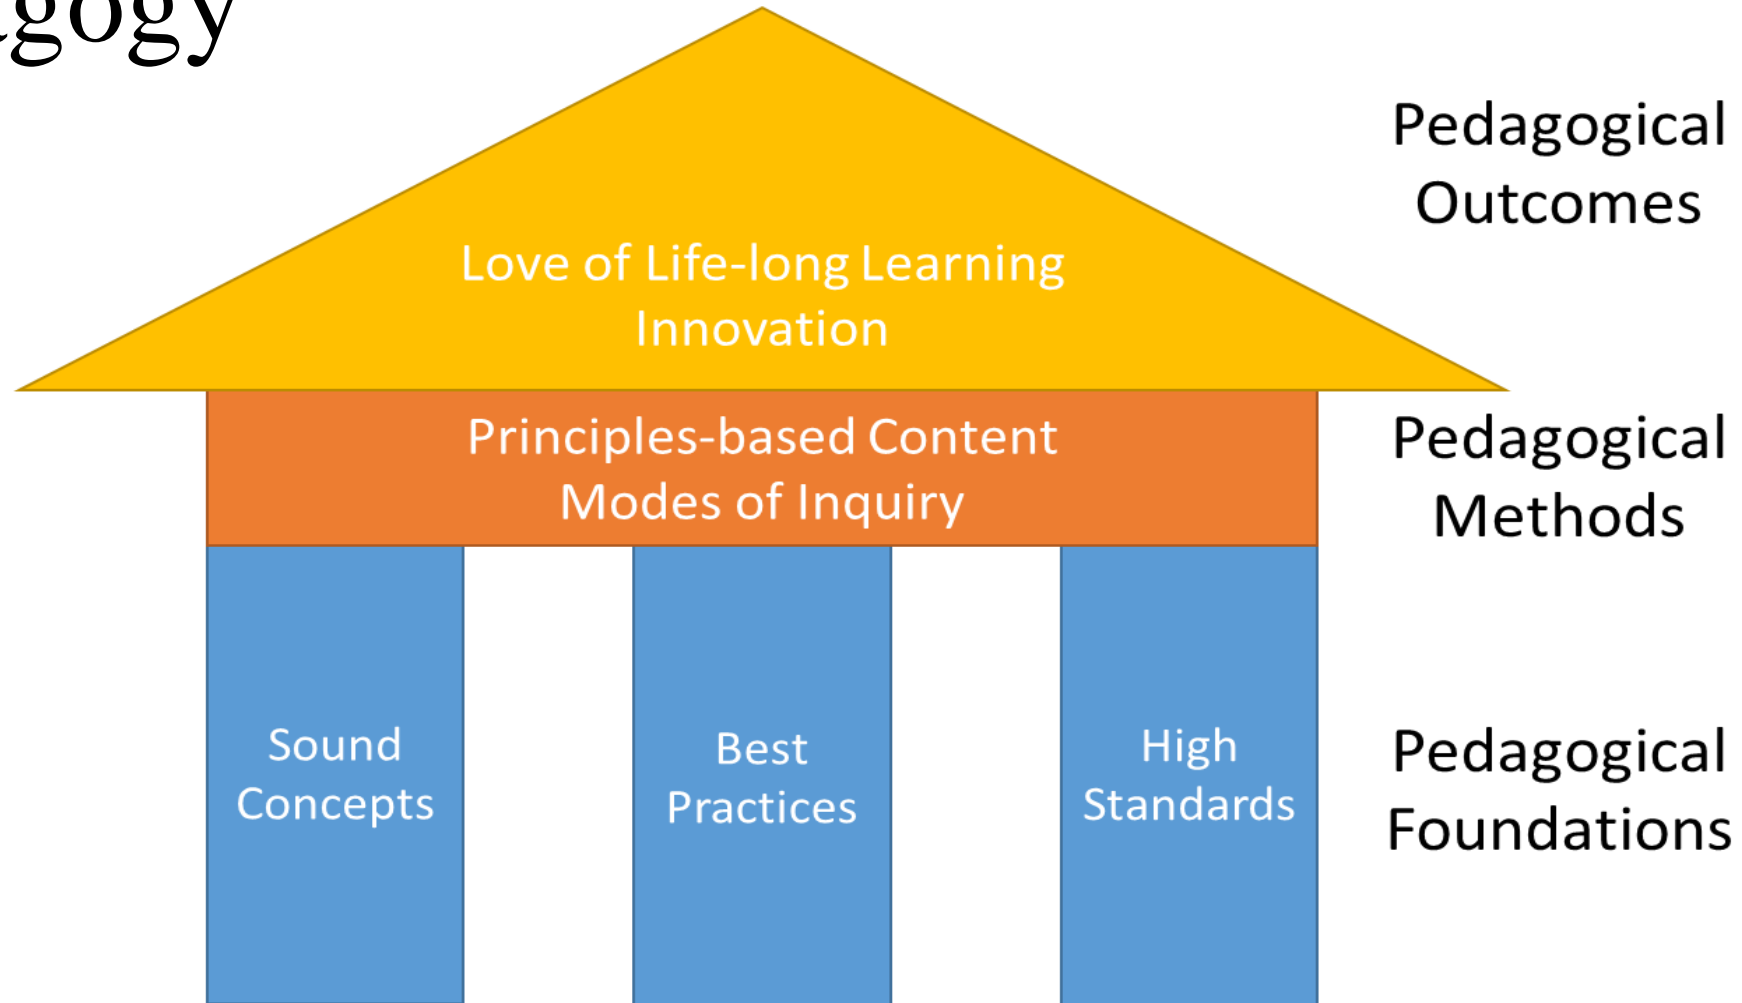 Pedagogical
Outcomes
Love of Life-long Learning
Innovation
Principles-based Content
Modes of Inquiry
Pedagogical
Methods
Sound
Concepts
Best
Practices
High
Standards
Pedagogical
Foundations